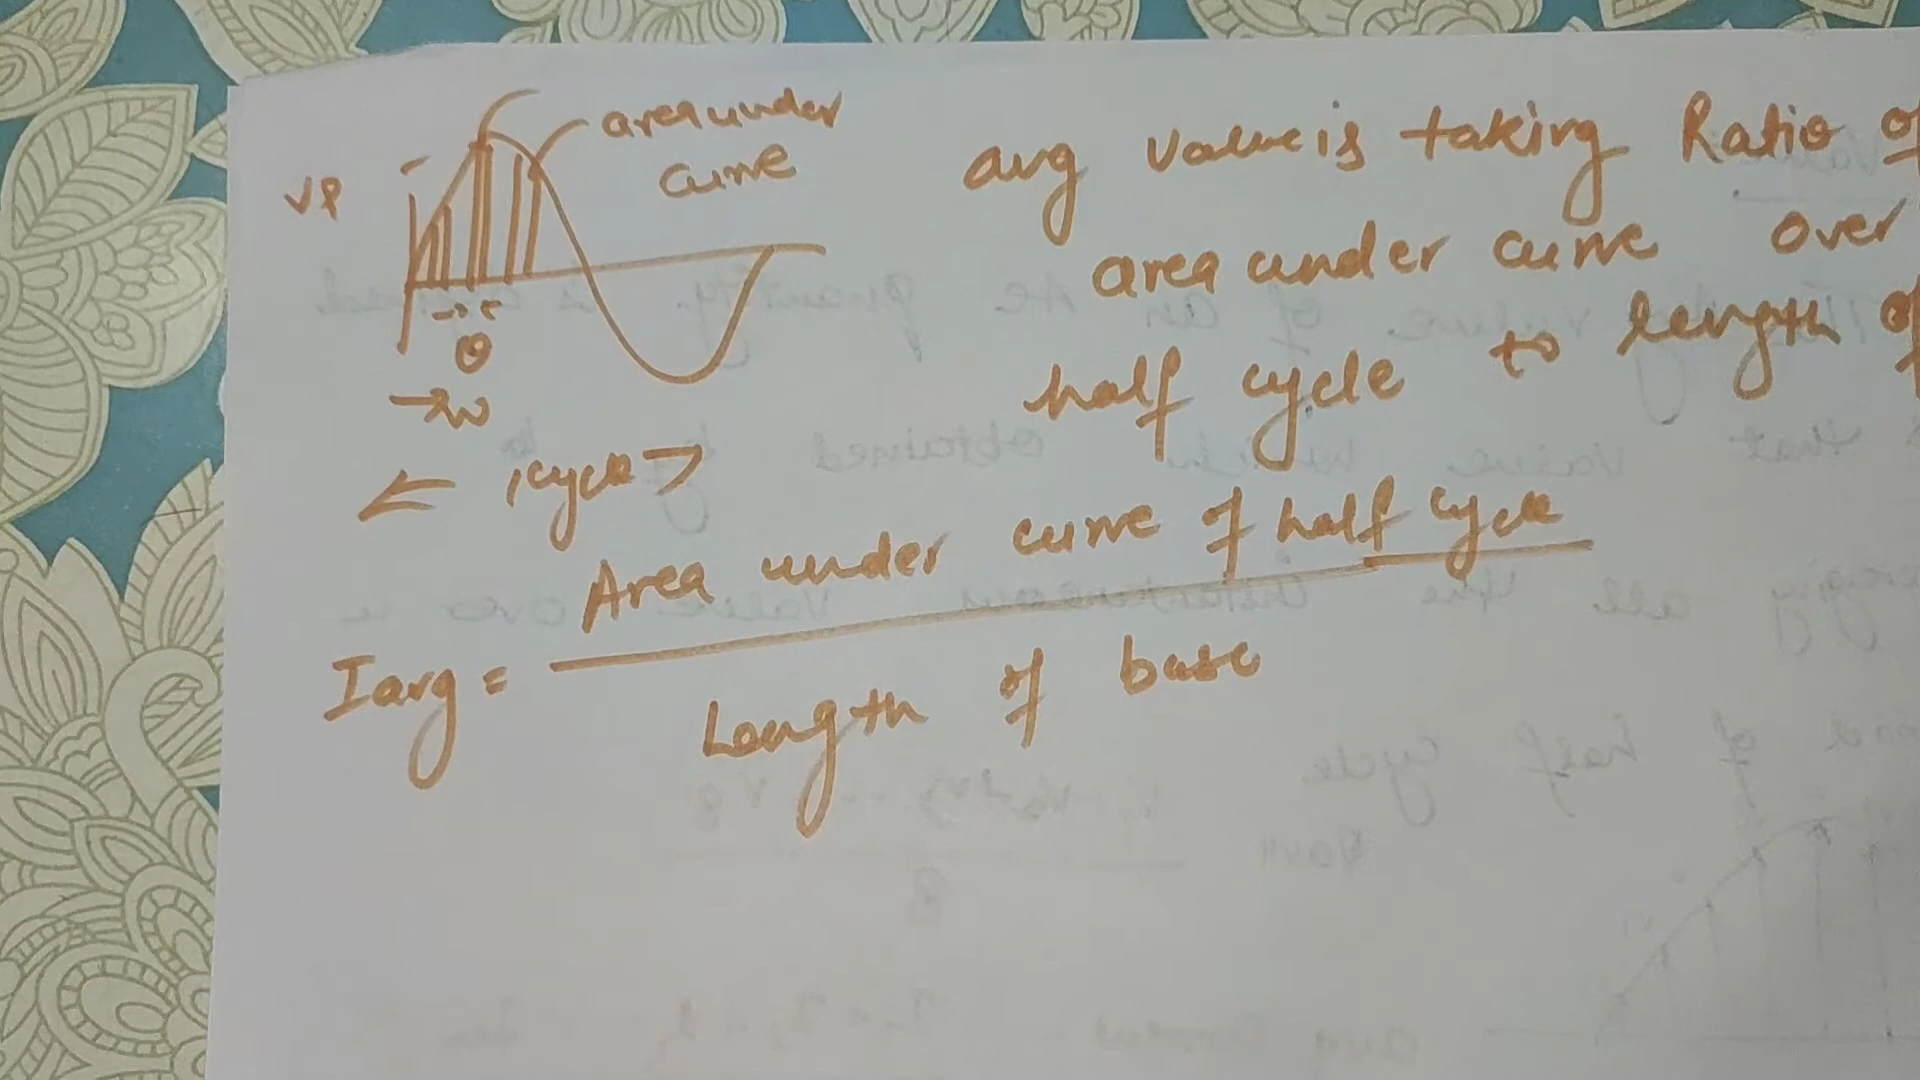 area under
curve
VP
θ
1 cycle
avg value is taking Ratio of
area under curve over
half cycle to length of
Area under curve of half cycle
Iavg =
Length of base